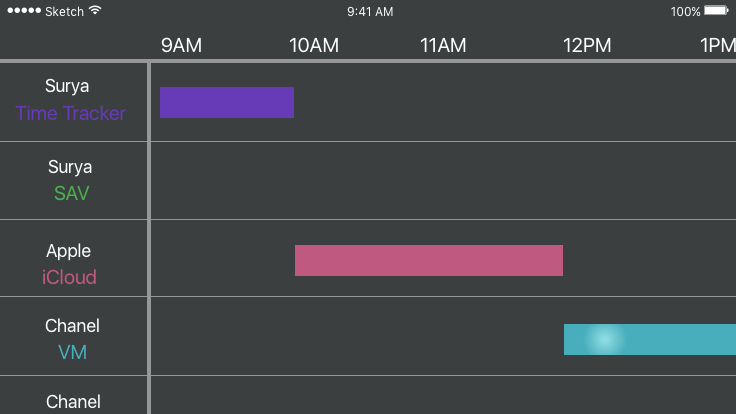 Sketch 9:41 AM 100%
9AM 10AM 11AM 12PM 1PM
Surya
Time Tracker
Surya
SAV
Apple
iCloud
Chanel
VM
Chanel